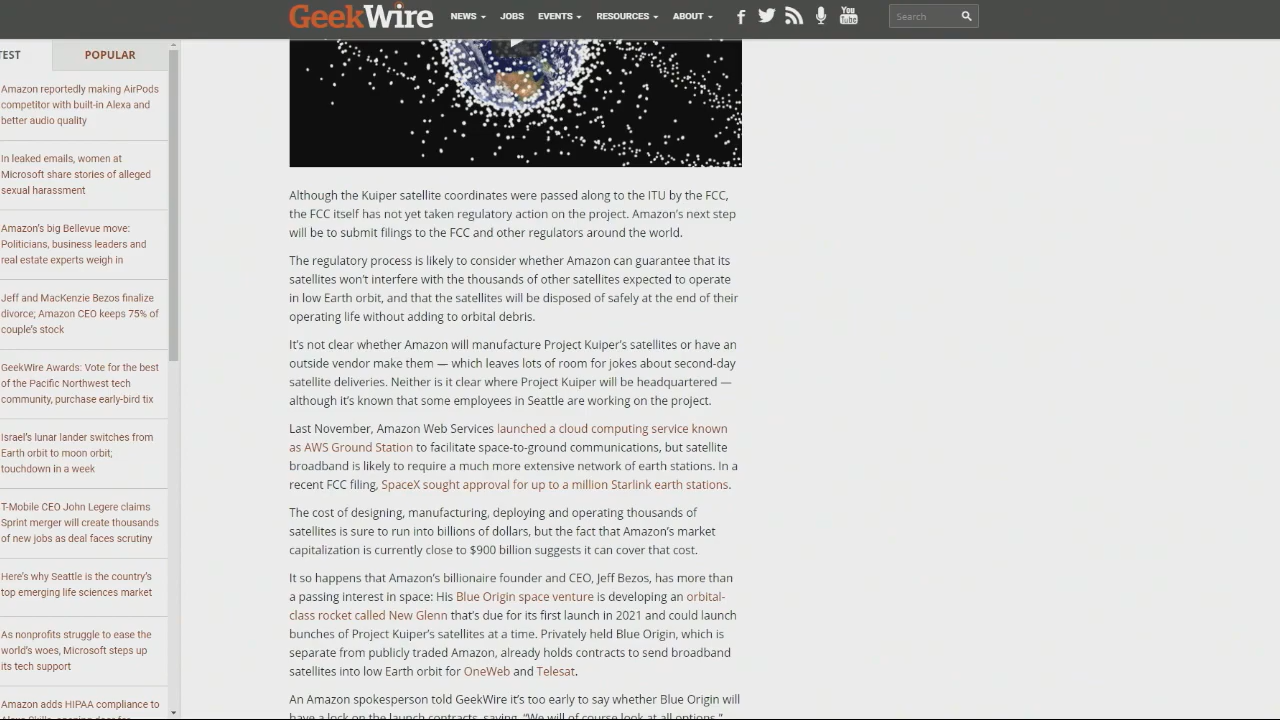 GeekWire NEWS JOBS EVENTS RESOURCES ABOUT f You Tube Search
TEST POPULAR
Amazon reportedly making AirPods
competitor with built-in Alexa and
better audio quality
In leaked emails, women at
Microsoft share stories of alleged
sexual harassment
Amazon's big Bellevue move:
Politicians, business leaders and
real estate experts weigh in
Jeff and MacKenzie Bezos finalize
divorce; Amazon CEO keeps 75% of
couple's stock
GeekWire Awards: Vote for the best
of the Pacific Northwest tech
community, purchase early-bird tix
Israel's lunar lander switches from
Earth orbit to moon orbit;
touchdown in a week
T-Mobile CEO John Legere claims
Sprint merger will create thousands
of new jobs as deal faces scrutiny
Here's why Seattle is the country's
top emerging life sciences market
As nonprofits struggle to ease the
world's woes, Microsoft steps up
its tech support
Amazon adds HIPAA compliance to
Although the Kuiper satellite coordinates were passed along to the ITU by the FCC,
the FCC itself has not yet taken regulatory action on the project. Amazon's next step
will be to submit filings to the FCC and other regulators around the world.
The regulatory process is likely to consider whether Amazon can guarantee that its
satellites won't interfere with the thousands of other satellites expected to operate
in low Earth orbit, and that the satellites will be disposed of safely at the end of their
operating life without adding to orbital debris.
It's not clear whether Amazon will manufacture Project Kuiper's satellites or have an
outside vendor make them — which leaves lots of room for jokes about second-day
satellite deliveries. Neither is it clear where Project Kuiper will be headquartered —
although it's known that some employees in Seattle are working on the project.
Last November, Amazon Web Services launched a cloud computing service known
as AWS Ground Station to facilitate space-to-ground communications, but satellite
broadband is likely to require a much more extensive network of earth stations. In a
recent FCC filing, SpaceX sought approval for up to a million Starlink earth stations.
The cost of designing, manufacturing, deploying and operating thousands of
satellites is sure to run into billions of dollars, but the fact that Amazon's market
capitalization is currently close to $900 billion suggests it can cover that cost.
It so happens that Amazon's billionaire founder and CEO, Jeff Bezos, has more than
a passing interest in space: His Blue Origin space venture is developing an orbital-
class rocket called New Glenn that's due for its first launch in 2021 and could launch
bunches of Project Kuiper's satellites at a time. Privately held Blue Origin, which is
separate from publicly traded Amazon, already holds contracts to send broadband
satellites into low Earth orbit for OneWeb and Telesat.
An Amazon spokesperson told GeekWire it's too early to say whether Blue Origin will
have a lock on the launch contracts, saying, "We will of course look at all options."